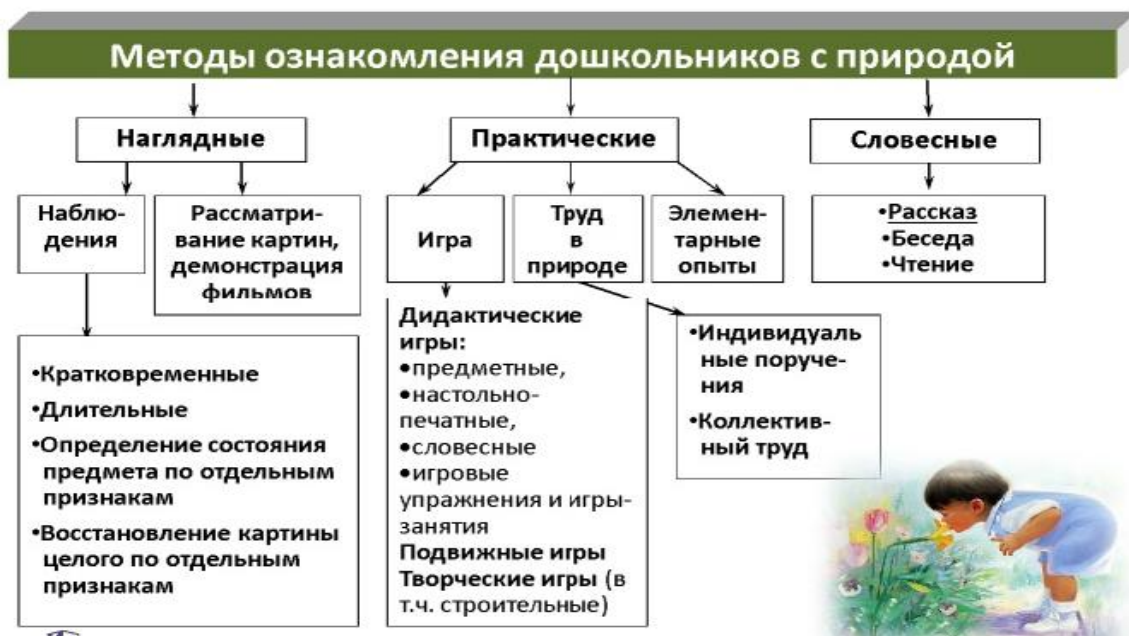 Методы ознакомления дошкольников с природой
Наглядные
Практические
Словесные
Наблю-
дения
Рассматри-
вание картин,
демонстрация
фильмов
Игра
Труд
в
природе
Элемен-
тарные
опыты
•Рассказ
•Беседа
•Чтение
•Кратковременные
•Длительные
•Определение состояния
предмета по отдельным
признакам
•Восстановление картины
целого по отдельным
признакам
Дидактические
игры:
•предметные,
•настольно-
печатные,
•словесные
•игровые
упражнения и игры-
занятия
Подвижные игры
Творческие игры (в
т.ч. строительные)
•Индивидуаль
ные поруче-
ния
•Коллектив-
ный труд